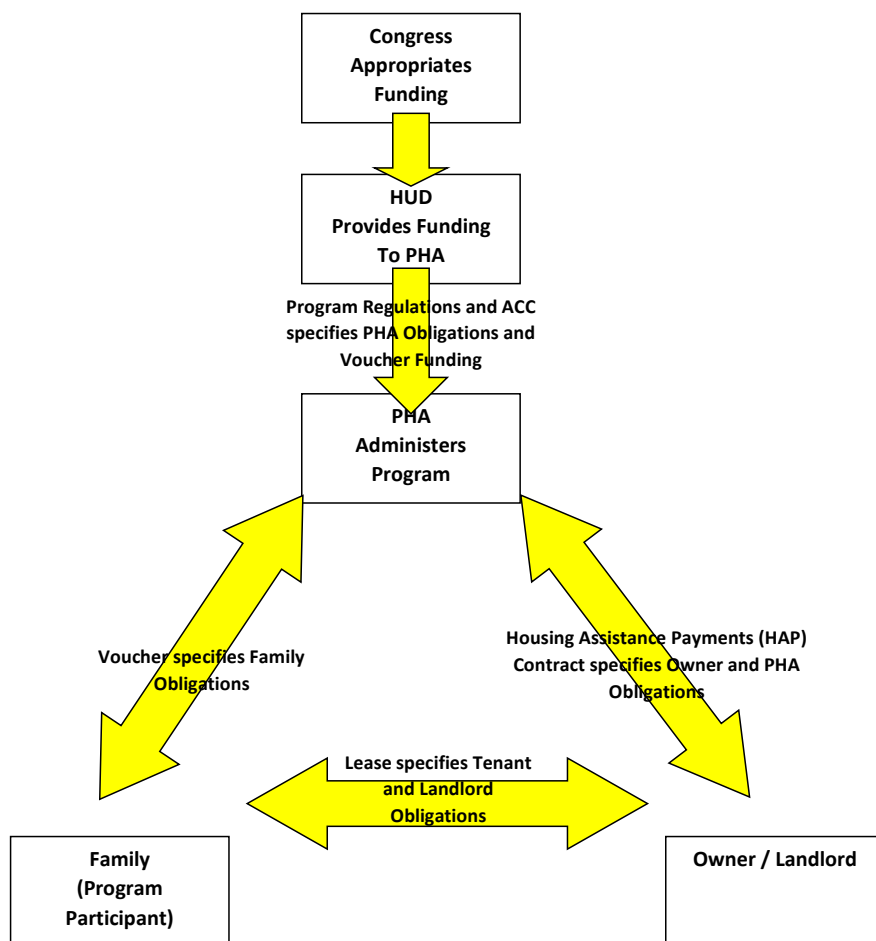 Congress
Appropriates
Funding
HUD
Provides Funding
To PHA
Program Regulations and ACC
specifies PHA Obligations and
Voucher Funding
PHA
Administers
Program
Voucher specifies Family
Obligations
Housing Assistance Payments (HAP)
Contract specifies Owner and PHA
Obligations
Lease specifies Tenant
and Landlord
Obligations
Family
(Program
Participant)
Owner / Landlord